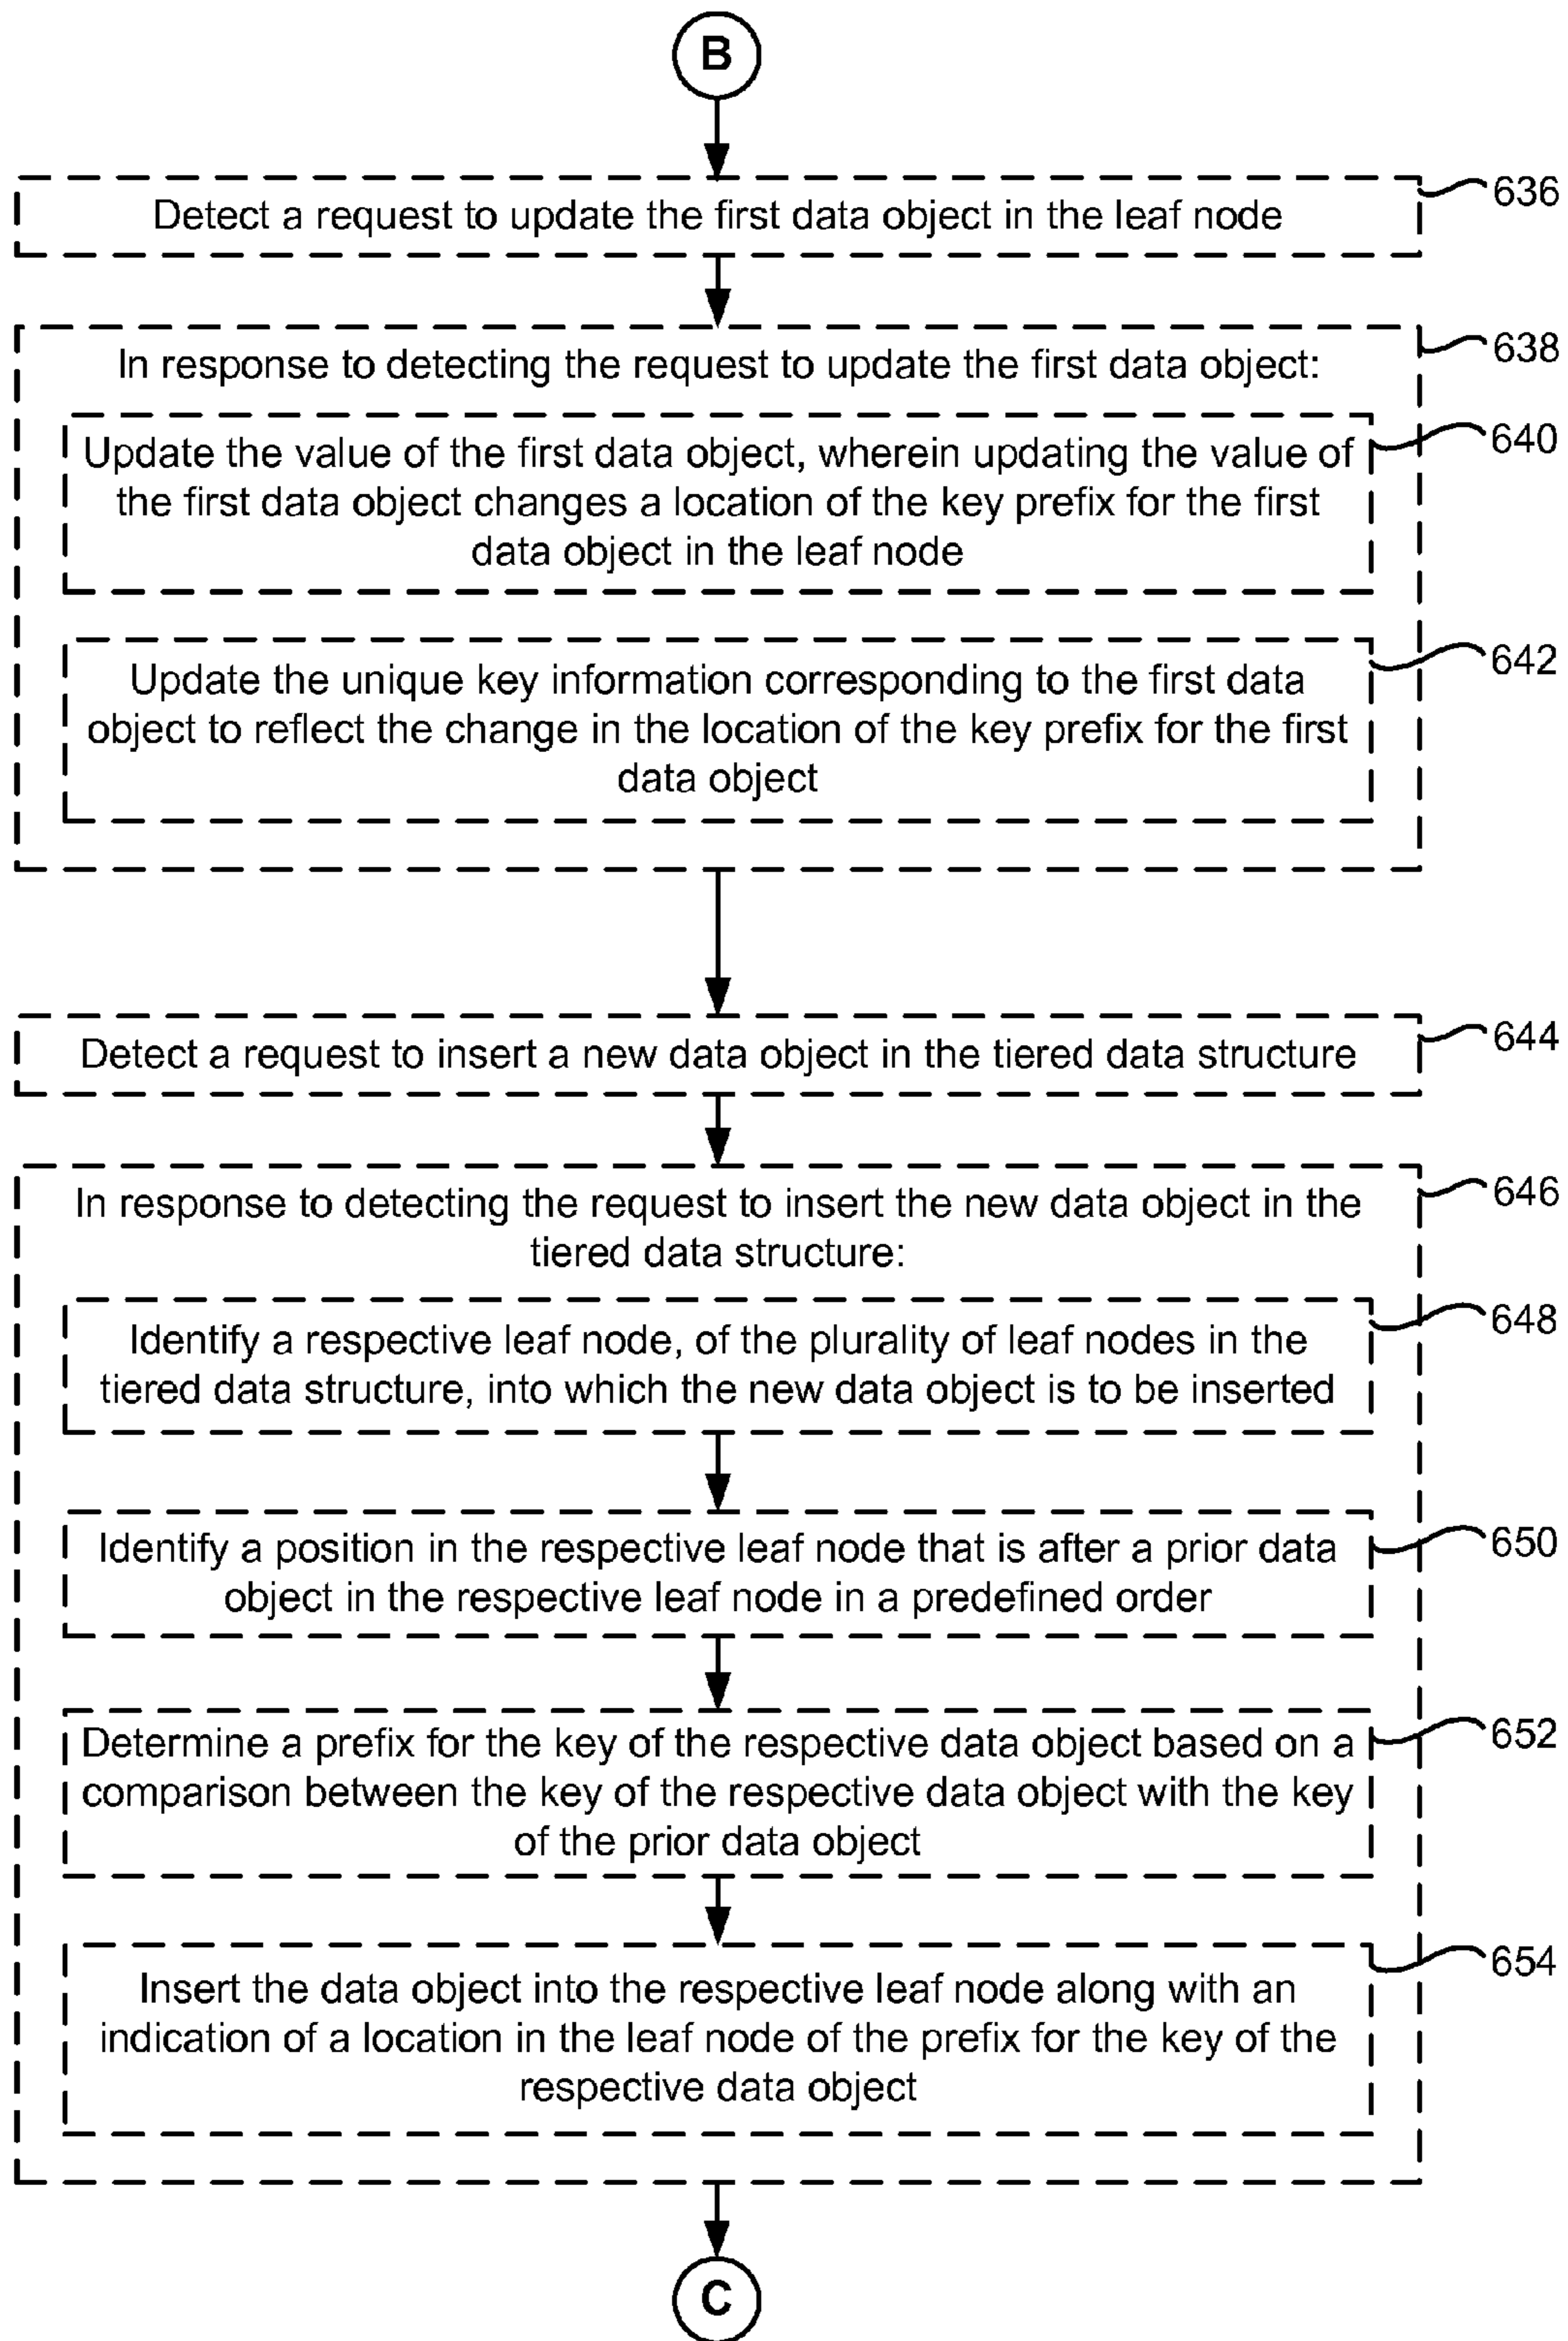 B
636
Detect a request to update the first data object in the leaf node
638
In response to detecting the request to update the first data object:
640
Update the value of the first data object, wherein updating the value of
the first data object changes a location of the key prefix for the first
data object in the leaf node
642
Update the unique key information corresponding to the first data
object to reflect the change in the location of the key prefix for the first
data object
644
Detect a request to insert a new data object in the tiered data structure
646
In response to detecting the request to insert the new data object in the
tiered data structure:
648
Identify a respective leaf node, of the plurality of leaf nodes in the
tiered data structure, into which the new data object is to be inserted
650
Identify a position in the respective leaf node that is after a prior data
object in the respective leaf node in a predefined order
652
Determine a prefix for the key of the respective data object based on a
comparison between the key of the respective data object with the key
of the prior data object
654
Insert the data object into the respective leaf node along with an
indication of a location in the leaf node of the prefix for the key of the
respective data object
C